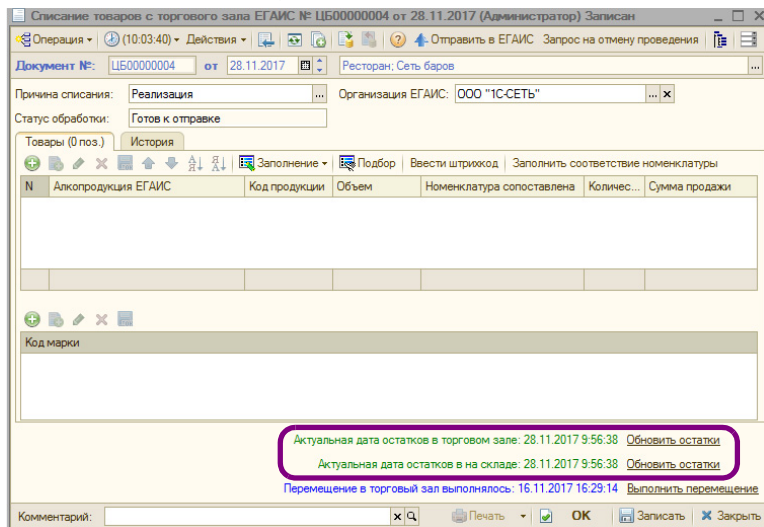 Списание товаров с торгового зала ЕГАИС № ЦБ00000004 от 28.11.2017 (Администратор) Записан
Операция (10:03:40) Действия Отправить в ЕГАИС Запрос на отмену проведения
Документ №: ЦБ00000004 от 28.11.2017 Ресторан; Сеть баров ...
Причина списания: Реализация ... Организация ЕГАИС: ООО "1С-СЕТЬ" ... x
Статус обработки: Готов к отправке
Товары (0 поз.) История
Заполнение Подбор Ввести штрихкод Заполнить соответствие номенклатуры
N Алкопродукция ЕГАИС Код продукции Объем Номенклатура сопоставлена Количес... Сумма продажи
Код марки
Актуальная дата остатков в торговом зале: 28.11.2017 9:56:38 Обновить остатки
Актуальная дата остатков в на складе: 28.11.2017 9:56:38 Обновить остатки
Перемещение в торговый зал выполнялось: 16.11.2017 16:29:14 Выполнить перемещение
Комментарий: x Печать OK Записать Закрыть